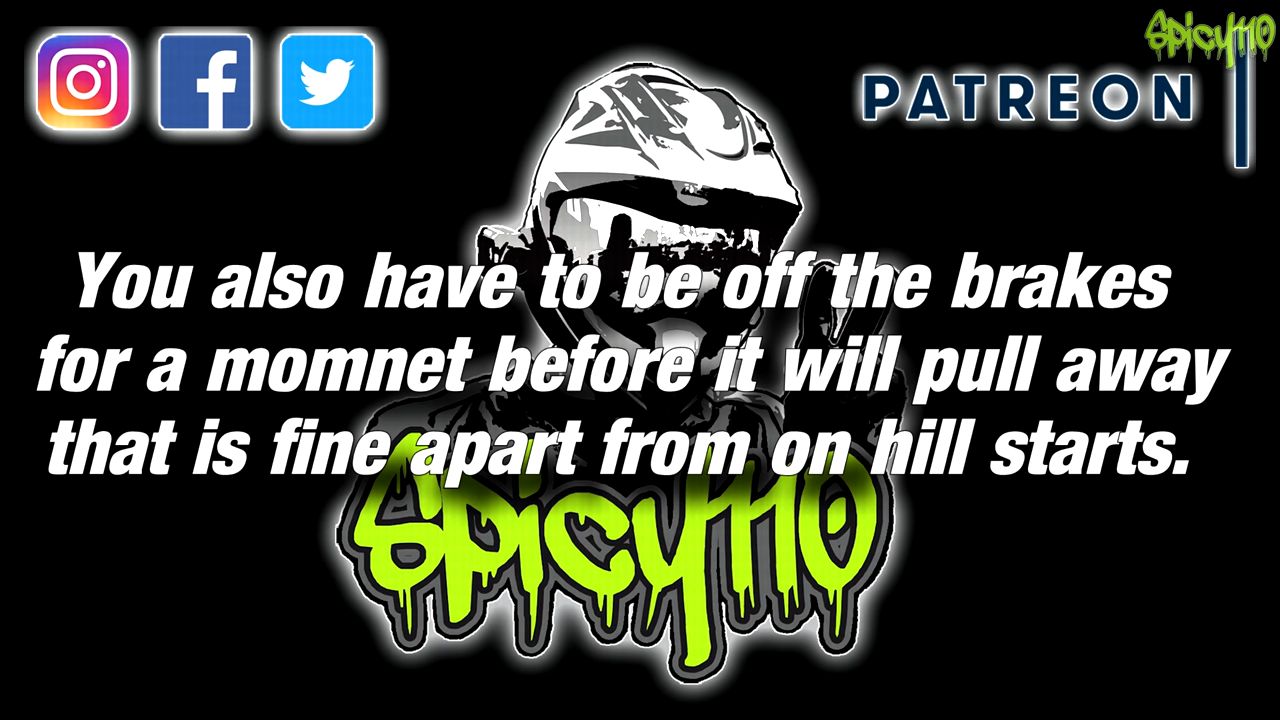 Spicy110
PATREON
You also have to be off the brakes
for a momnet before it will pull away
that is fine apart from on hill starts.
Spicy110